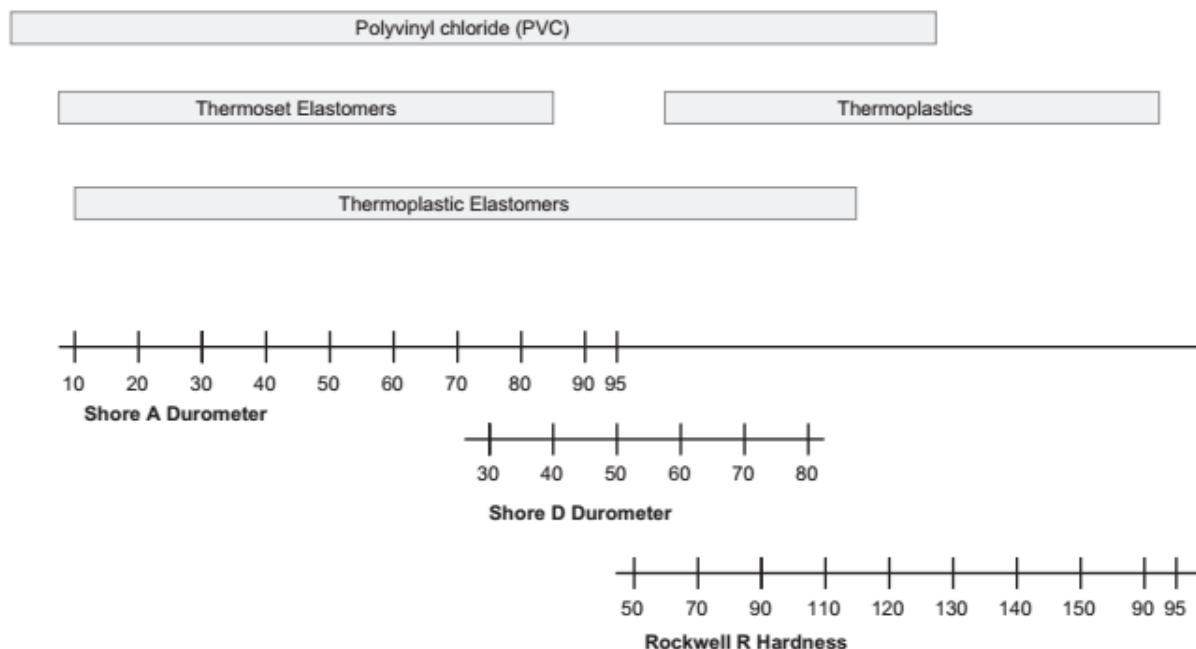 Polyvinyl chloride (PVC)
Thermoset Elastomers
Thermoplastics
Thermoplastic Elastomers
10 20 30 40 50 60 70 80 90 95
Shore A Durometer
30 40 50 60 70 80
Shore D Durometer
50 70 90 110 120 130 140 150 90 95
Rockwell R Hardness